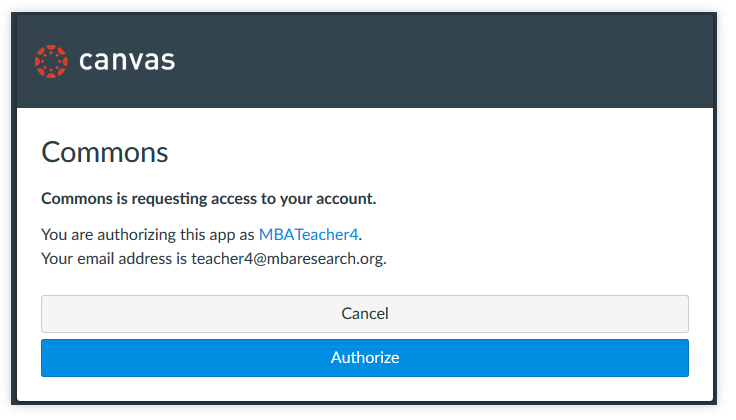 canvas
Commons
Commons is requesting access to your account.
You are authorizing this app as MBATeacher4.
Your email address is teacher4@mbaresearch.org.
Cancel
Authorize